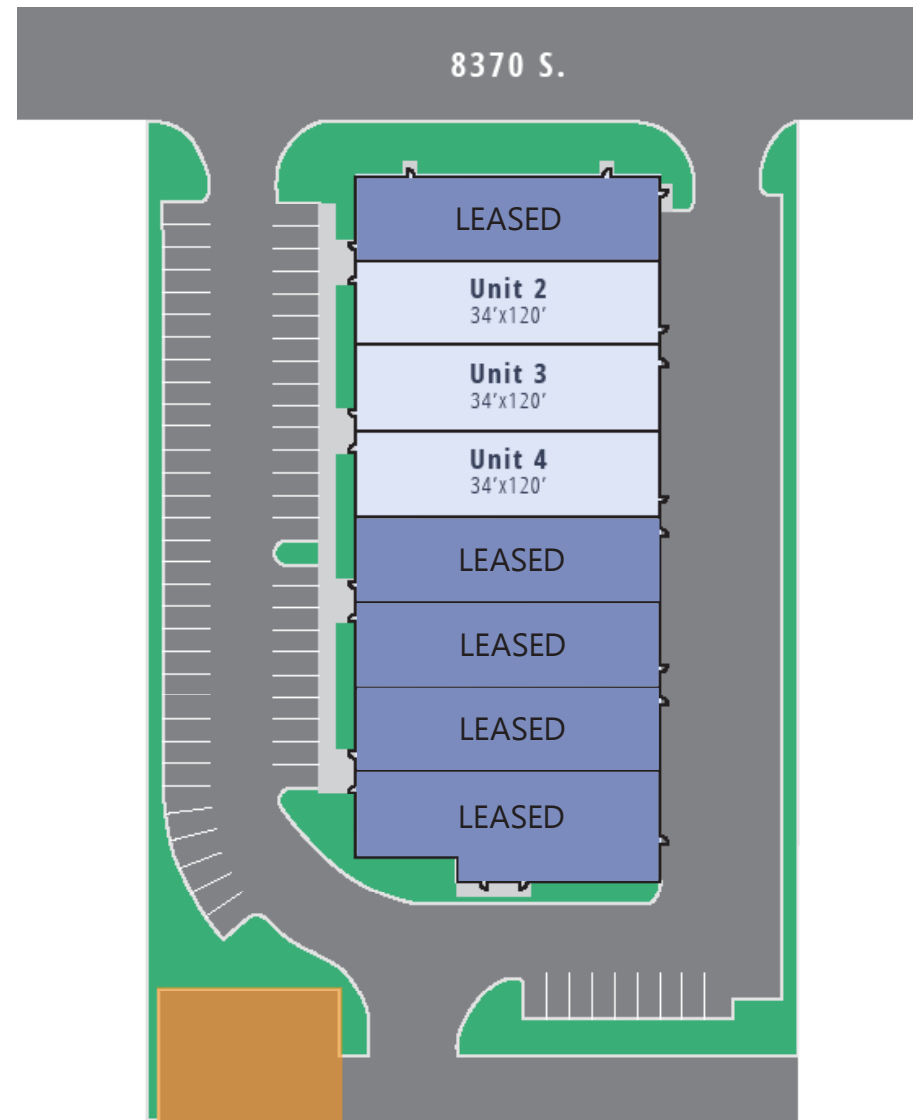 8370 S.
LEASED
Unit 2
34'x120'
Unit 3
34'x120'
Unit 4
34'x120'
LEASED
LEASED
LEASED
LEASED